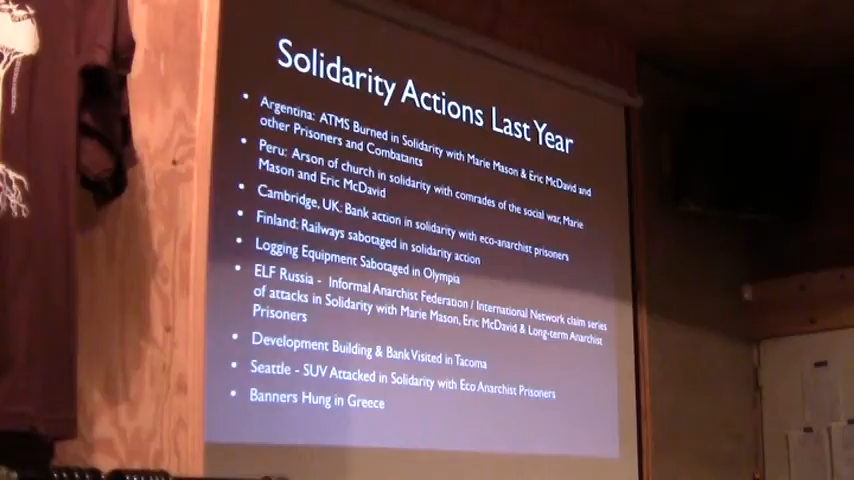 Solidarity Actions Last Year
• Argentina: ATMS Burned in Solidarity with Marie Mason & Eric McDavid and
other Prisoners and Combatants
• Peru: Arson of church in solidarity with comrades of the social war, Marie
Mason and Eric McDavid
• Cambridge, UK: Bank action in solidarity with eco-anarchist prisoners
• Finland: Railways sabotaged in solidarity action
• Logging Equipment Sabotaged in Olympia
• ELF Russia - Informal Anarchist Federation / International Network claim series
of attacks in Solidarity with Marie Mason, Eric McDavid & Long-term Anarchist
Prisoners
• Development Building & Bank Visited in Tacoma
• Seattle - SUV Attacked in Solidarity with Eco Anarchist Prisoners
• Banners Hung in Greece